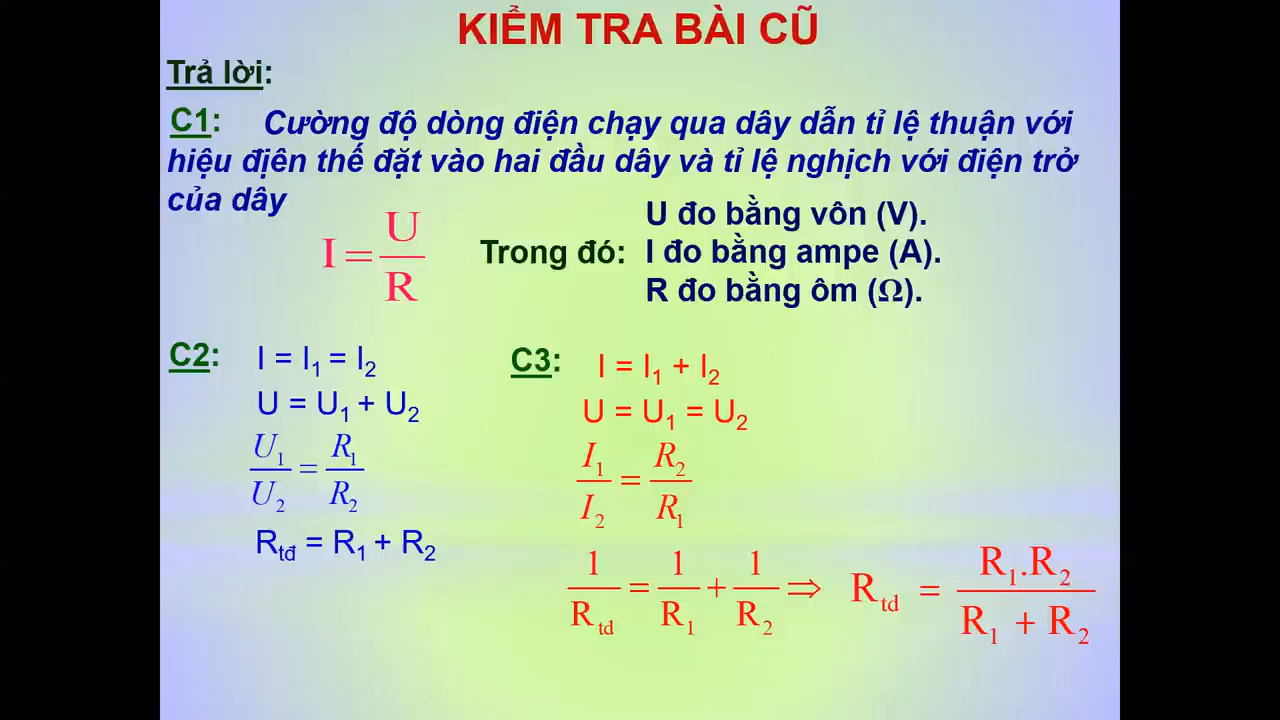 KIỂM TRA BÀI CŨ
Trả lời:
C1: Cường độ dòng điện chạy qua dây dẫn tỉ lệ thuận với
hiệu địên thế đặt vào hai đầu dây và tỉ lệ nghịch với điện trở
của dây
I = U/R
Trong đó:
U đo bằng vôn (V).
I đo bằng ampe (A).
R đo bằng ôm (Ω).
C2:
I = I₁ = I₂
U = U₁ + U₂
U₁/U₂ = R₁/R₂
Rtđ = R₁ + R₂
C3:
I = I₁ + I₂
U = U₁ = U₂
I₁/I₂ = R₂/R₁
1/Rtd = 1/R₁ + 1/R₂ ⇒ Rtd = R₁.R₂/R₁ + R₂